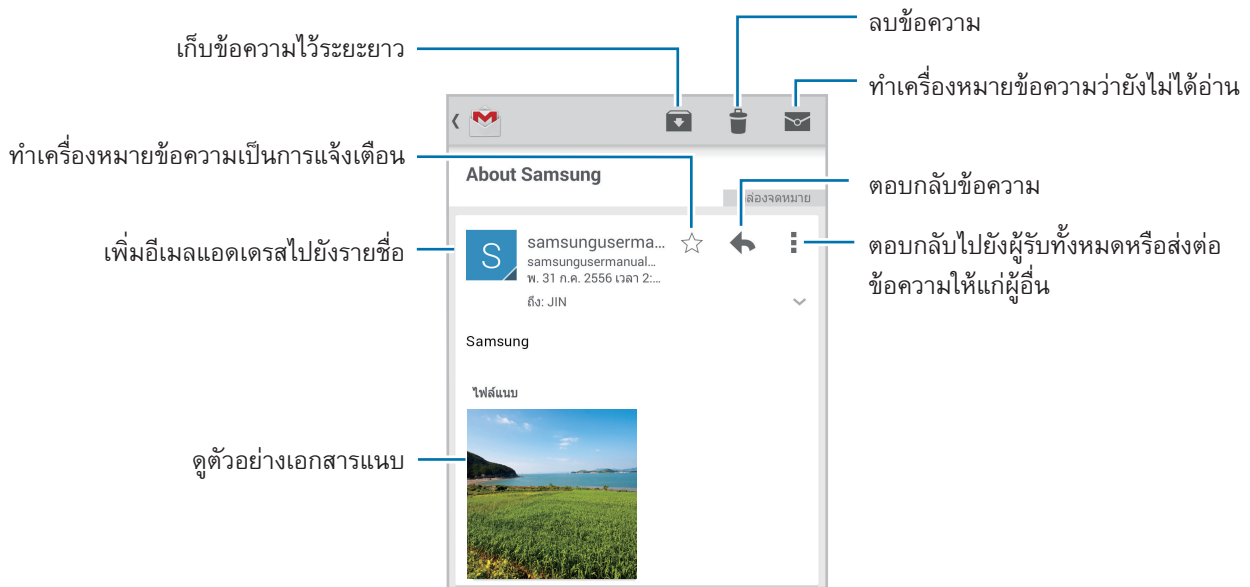 ลบข้อความ
เก็บข้อความไว้ระยะยาว
ทำเครื่องหมายข้อความว่ายังไม่ได้อ่าน
ทำเครื่องหมายข้อความเป็นการแจ้งเตือน
About Samsung
ล่องจดหมาย
ตอบกลับข้อความ
เพิ่มอีเมลแอดเดรสไปยังรายชื่อ
S
samsunguserma...
samsungusermanual...
พ. 31 ก.ค. 2556 เวลา 2:...
ถึง: JIN
ตอบกลับไปยังผู้รับทั้งหมดหรือส่งต่อ
ข้อความให้แก่ผู้อื่น
Samsung
ไฟล์แนบ
ดูตัวอย่างเอกสารแนบ